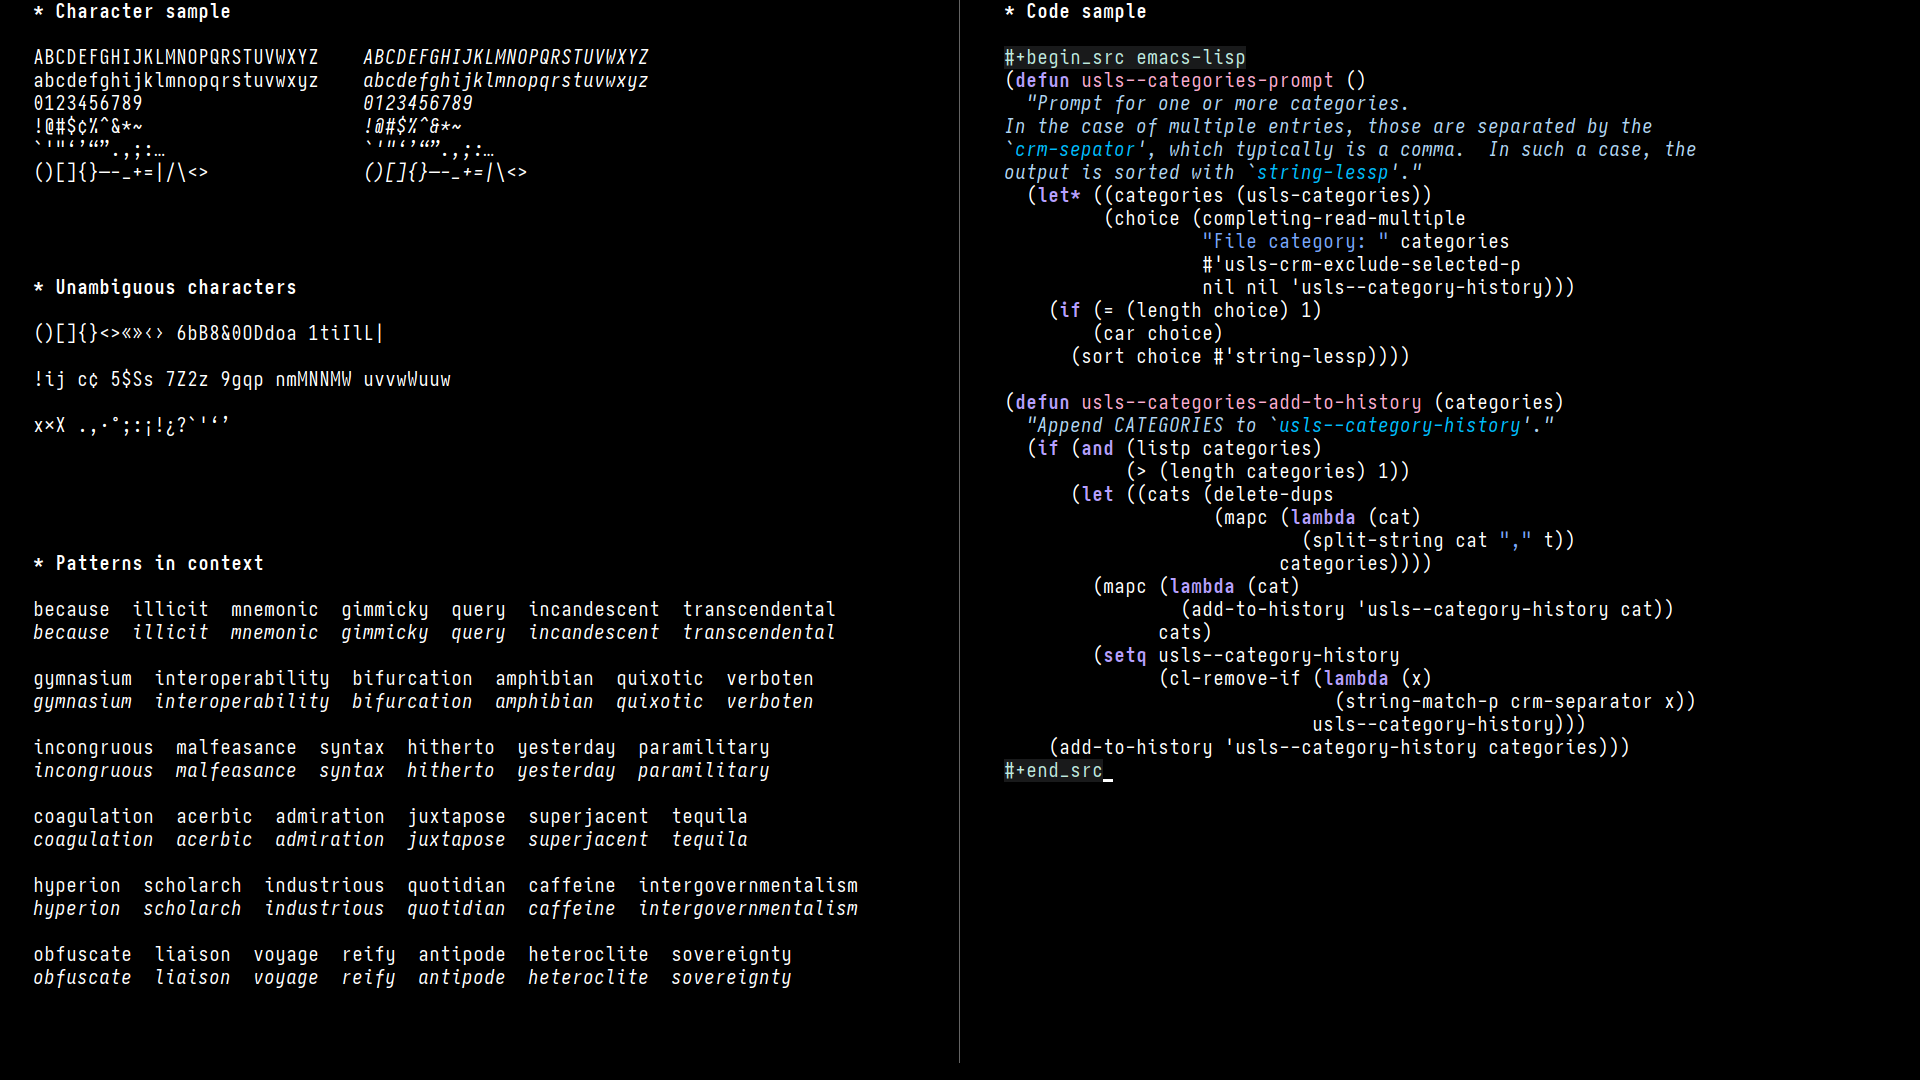 * Character sample
ABCDEFGHIJKLMNOPQRSTUVWXYZ    ABCDEFGHIJKLMNOPQRSTUVWXYZ
abcdefghijklmnopqrstuvwxyz    abcdefghijklmnopqrstuvwxyz
0123456789                    0123456789
!@#$¢%^&*~                    !@#$%^&*~
`'"‘’“”.,;:…                  `'"‘’“”.,;:…
()[]{}—-_+=|/\<>              ()[]{}—-_+=|\<>
* Unambiguous characters
()[]{}<>«»‹› 6bB8&0ODdoa 1tiIlL|
!ij c¢ 5$Ss 7Z2z 9gqp nmMNNMW uvvwWuuw
x×X .,·°;:¡!¿?`'‘’
* Patterns in context
because  illicit  mnemonic  gimmicky  query  incandescent  transcendental
because  illicit  mnemonic  gimmicky  query  incandescent  transcendental
gymnasium  interoperability  bifurcation  amphibian  quixotic  verboten
gymnasium  interoperability  bifurcation  amphibian  quixotic  verboten
incongruous  malfeasance  syntax  hitherto  yesterday  paramilitary
incongruous  malfeasance  syntax  hitherto  yesterday  paramilitary
coagulation  acerbic  admiration  juxtapose  superjacent  tequila
coagulation  acerbic  admiration  juxtapose  superjacent  tequila
hyperion  scholarch  industrious  quotidian  caffeine  intergovernmentalism
hyperion  scholarch  industrious  quotidian  caffeine  intergovernmentalism
obfuscate  liaison  voyage  reify  antipode  heteroclite  sovereignty
obfuscate  liaison  voyage  reify  antipode  heteroclite  sovereignty
* Code sample
#+begin_src emacs-lisp
(defun usls--categories-prompt ()
  "Prompt for one or more categories.
In the case of multiple entries, those are separated by the
`crm-sepator', which typically is a comma.  In such a case, the
output is sorted with `string-lessp'."
  (let* ((categories (usls-categories))
         (choice (completing-read-multiple
                  "File category: " categories
                  #'usls-crm-exclude-selected-p
                  nil nil 'usls--category-history)))
    (if (= (length choice) 1)
        (car choice)
      (sort choice #'string-lessp))))
(defun usls--categories-add-to-history (categories)
  "Append CATEGORIES to `usls--category-history'."
  (if (and (listp categories)
           (> (length categories) 1))
      (let ((cats (delete-dups
                   (mapc (lambda (cat)
                           (split-string cat "," t))
                         categories))))
        (mapc (lambda (cat)
                (add-to-history 'usls--category-history cat))
              cats)
        (setq usls--category-history
              (cl-remove-if (lambda (x)
                              (string-match-p crm-separator x))
                            usls--category-history)))
    (add-to-history 'usls--category-history categories)))
#+end_src